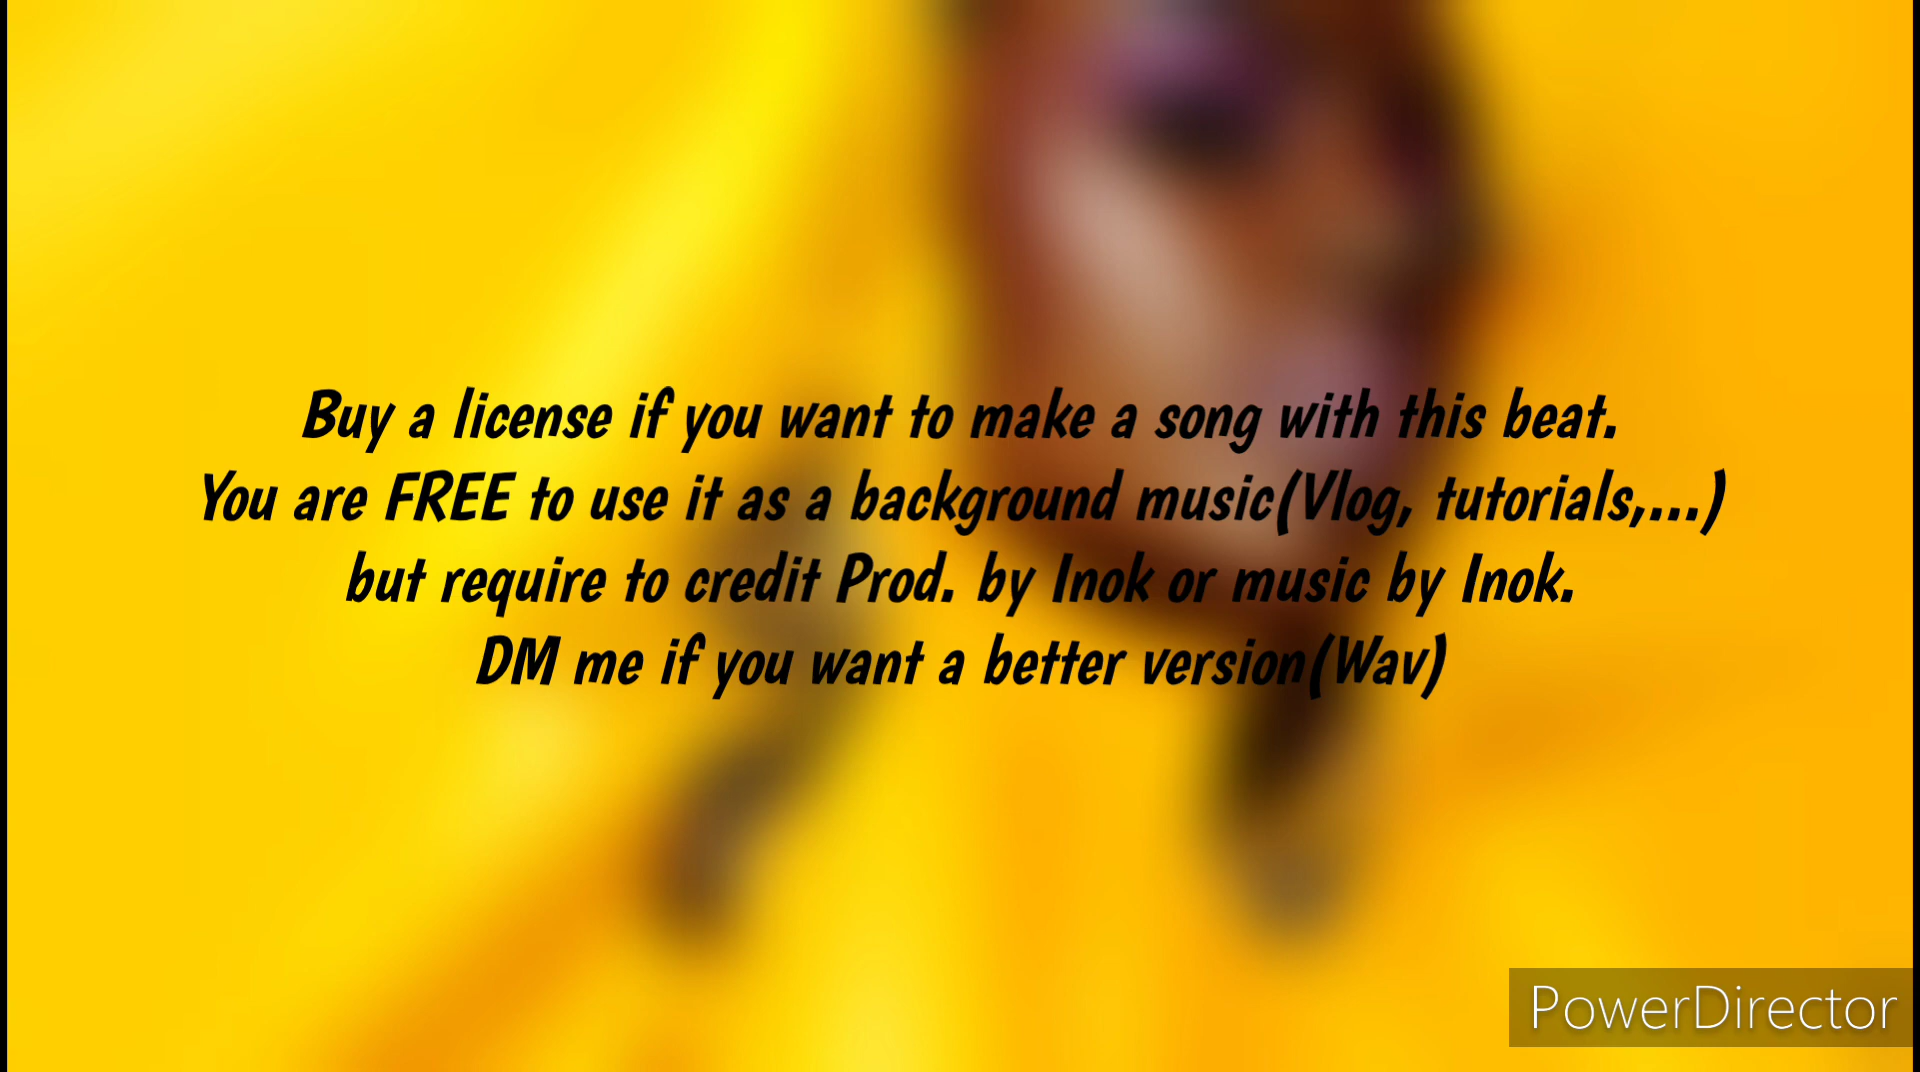 Buy a license if you want to make a song with this beat.
You are FREE to use it as a background music(Vlog, tutorials,...)
but require to credit Prod. by Inok or music by Inok.
DM me if you want a better version(Wav)
PowerDirector